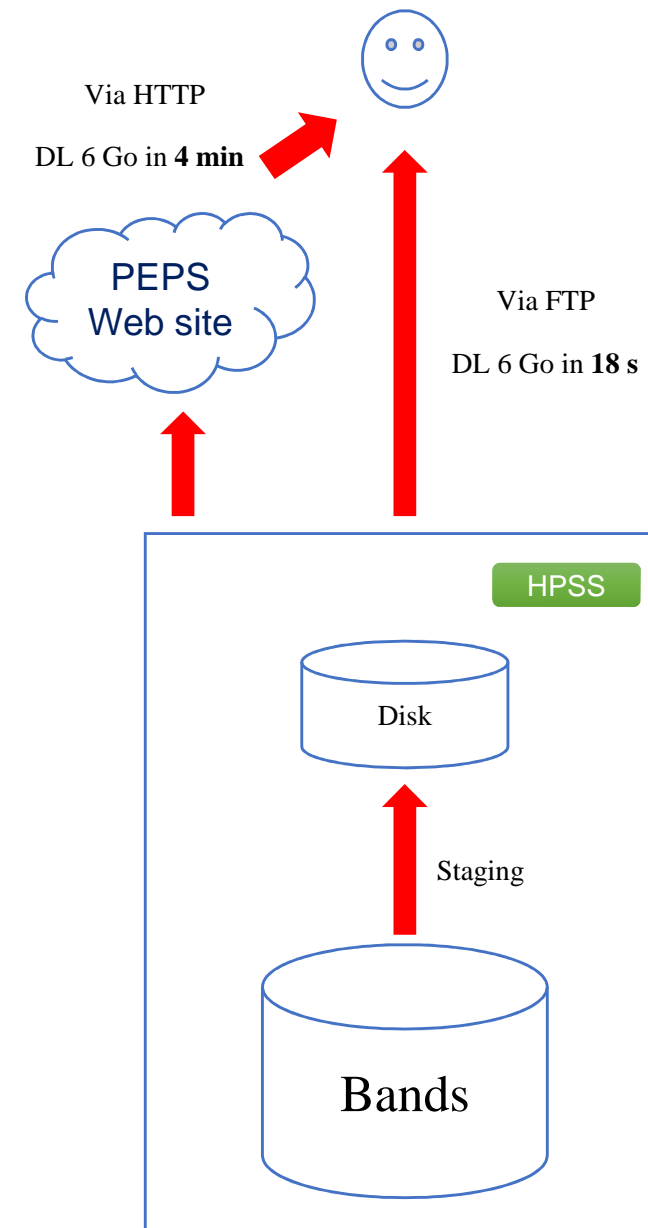 Via HTTP
DL 6 Go in 4 min
PEPS
Web site
Via FTP
DL 6 Go in 18 s
HPSS
Disk
Staging
Bands